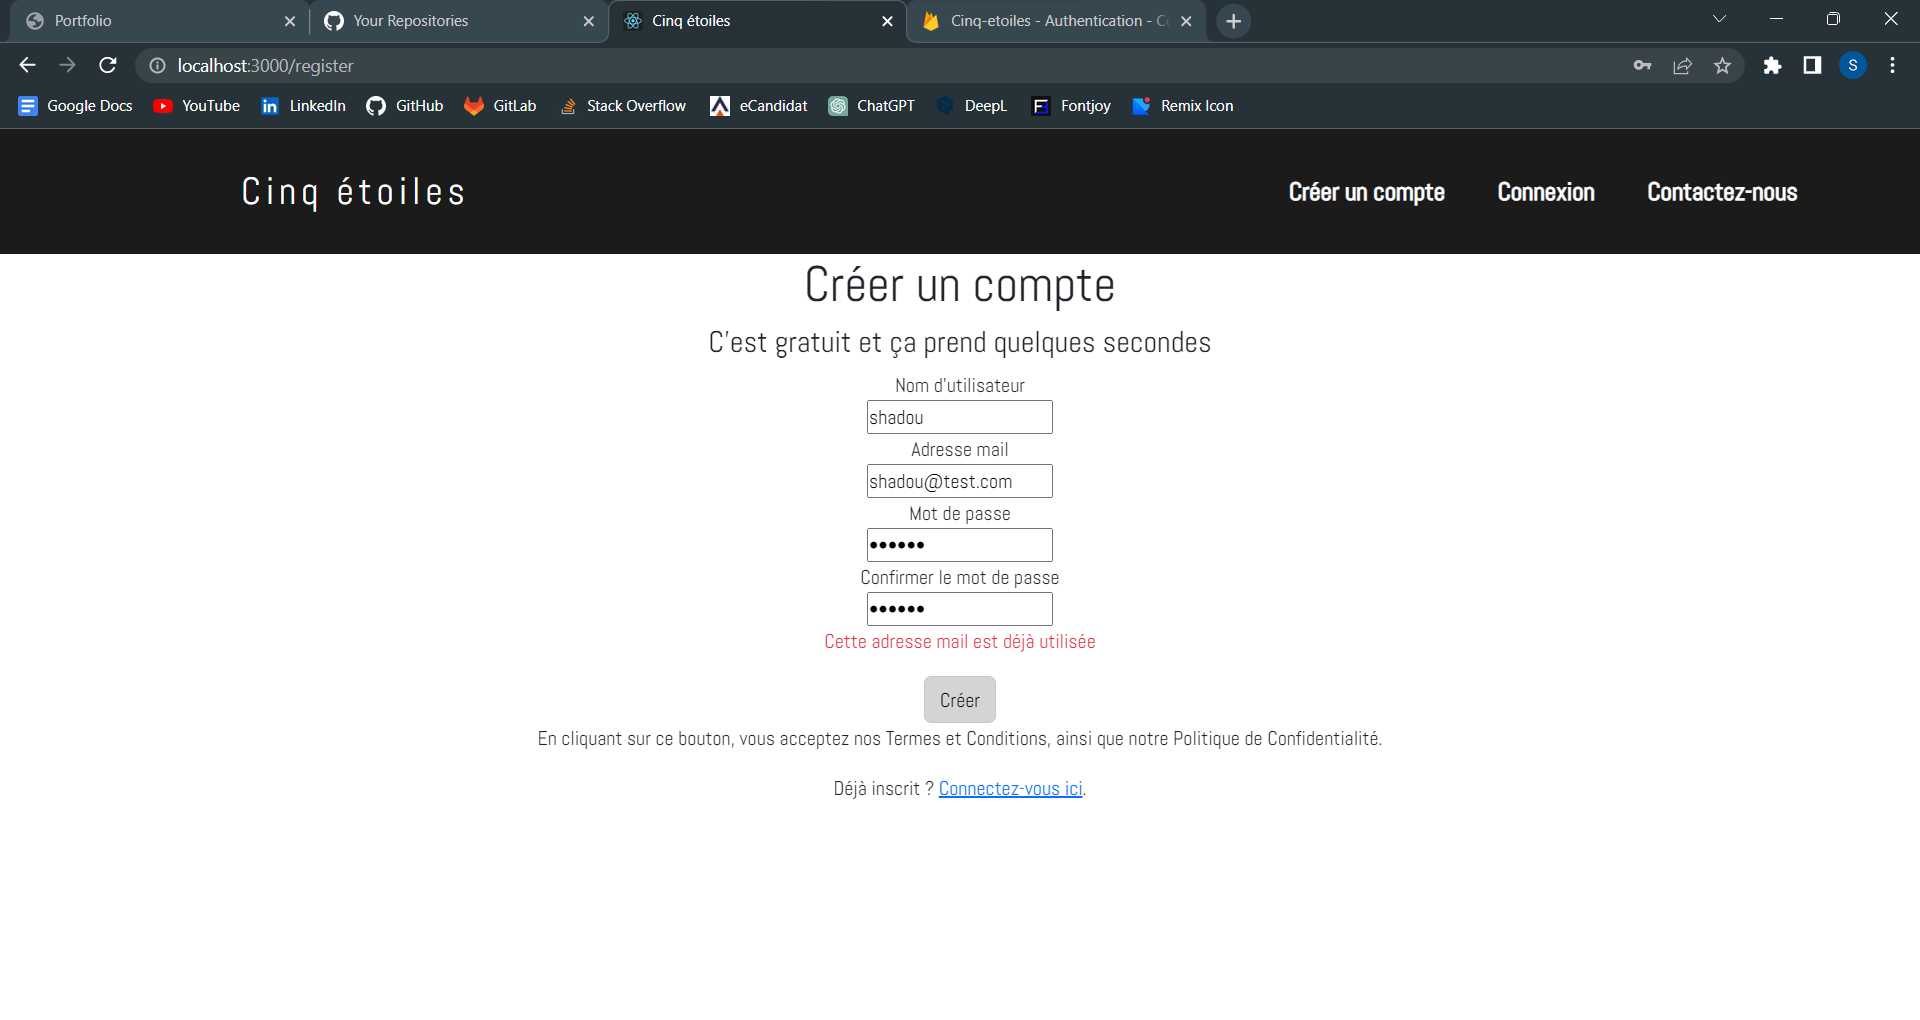 Portfolio
Your Repositories
Cinq étoiles
Cinq-etoiles - Authentication - Co
localhost:3000/register
S
Google Docs
YouTube
LinkedIn
GitHub
GitLab
Stack Overflow
eCandidat
ChatGPT
DeepL
Fontjoy
Remix Icon
Cinq étoiles
Créer un compte
Connexion
Contactez-nous
Créer un compte
C'est gratuit et ça prend quelques secondes
Nom d'utilisateur
shadou
Adresse mail
shadou@test.com
Mot de passe
••••••
Confirmer le mot de passe
••••••
Cette adresse mail est déjà utilisée
Créer
En cliquant sur ce bouton, vous acceptez nos Termes et Conditions, ainsi que notre Politique de Confidentialité.
Déjà inscrit ? Connectez-vous ici.